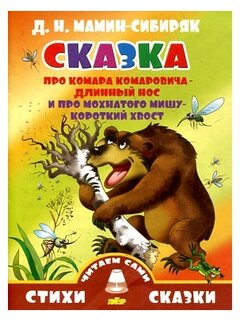 Д. Н. МАМИН-СИБИРЯК
СКАЗКА
ПРО КОМАРА КОМАРОВИЧА-
ДЛИННЫЙ НОС
И ПРО МОХНАТОГО МИШУ-
КОРОТКИЙ ХВОСТ
ЧИТАЕМ САМИ
СТИХИ
СКАЗКИ